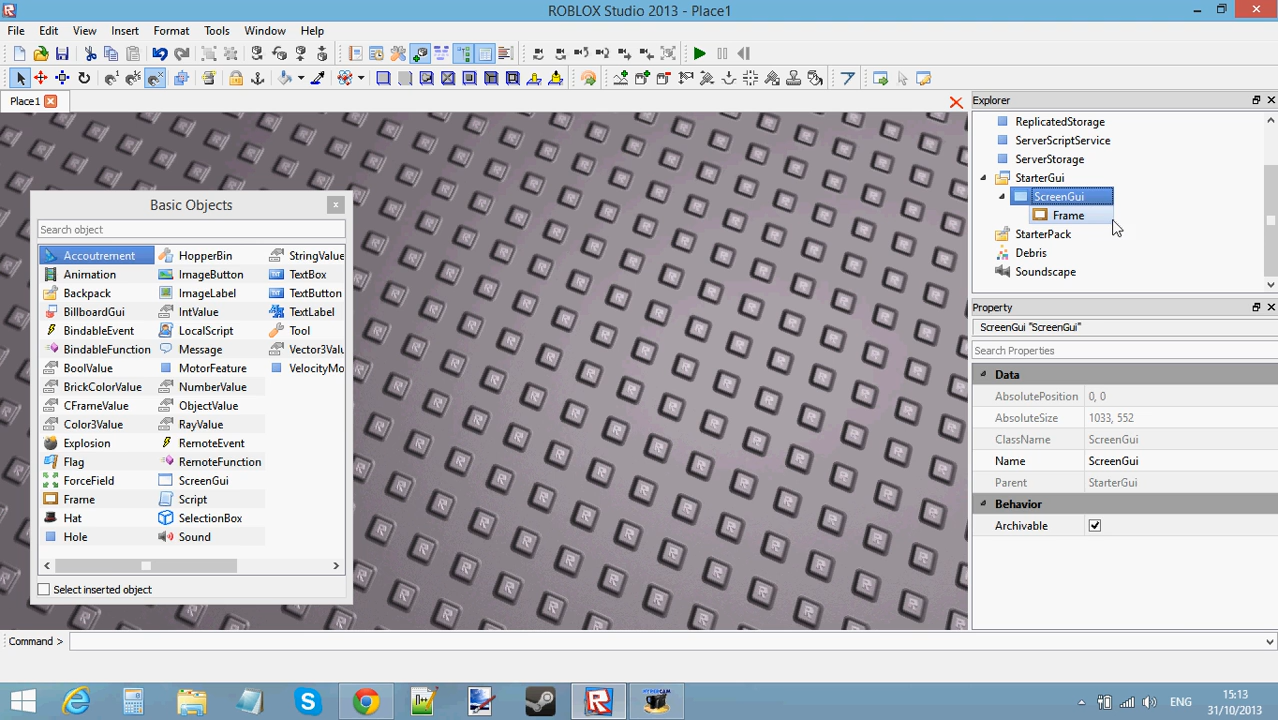 ROBLOX Studio 2013 - Place1
File Edit View Insert Format Tools Window Help
Place1
Basic Objects
Search object
Accoutrement
Animation
Backpack
BillboardGui
BindableEvent
BindableFunction
BoolValue
BrickColorValue
CFrameValue
Color3Value
Explosion
Flag
ForceField
Frame
Hat
Hole
HopperBin
ImageButton
ImageLabel
IntValue
LocalScript
Message
MotorFeature
NumberValue
ObjectValue
RayValue
RemoteEvent
RemoteFunction
ScreenGui
Script
SelectionBox
Sound
StringValue
TextBox
TextButton
TextLabel
Tool
Vector3Valu
VelocityMo
Select inserted object
Explorer
ReplicatedStorage
ServerScriptService
ServerStorage
StarterGui
ScreenGui
Frame
StarterPack
Debris
Soundscape
Property
ScreenGui "ScreenGui"
Search Properties
Data
AbsolutePosition 0, 0
AbsoluteSize 1033, 552
ClassName ScreenGui
Name ScreenGui
Parent StarterGui
Behavior
Archivable
Command >
ENG
15:13
31/10/2013